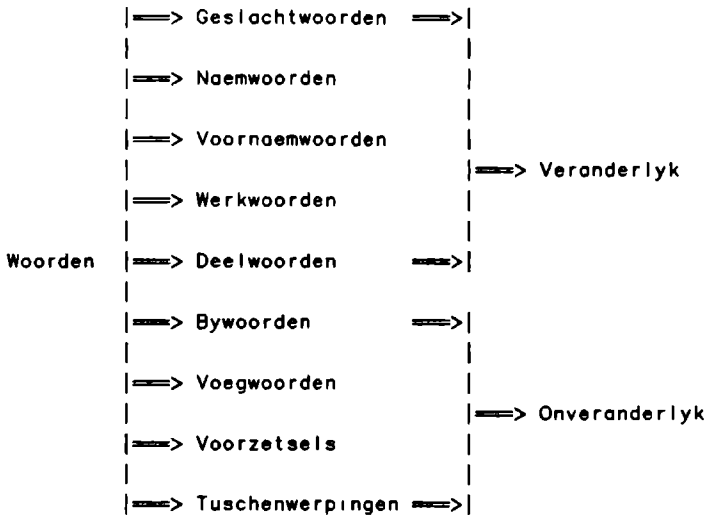 Geslachtwoorden
Naemwoorden
Voornaemwoorden
Veranderlyk
Werkwoorden
Woorden Deelwoorden
Bywoorden
Voegwoorden
Onveranderlyk
Voorzetsels
Tuschenwerpingen